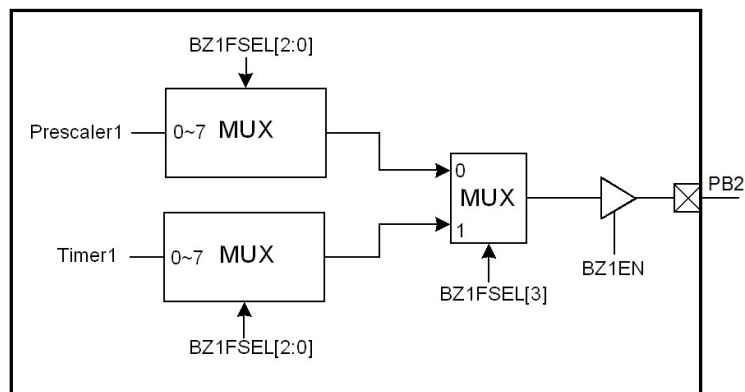 BZ1FSEL[2:0]
Prescaler1
0~7 MUX
0
MUX
1
PB2
Timer1
0~7 MUX
BZ1EN
BZ1FSEL[3]
BZ1FSEL[2:0]